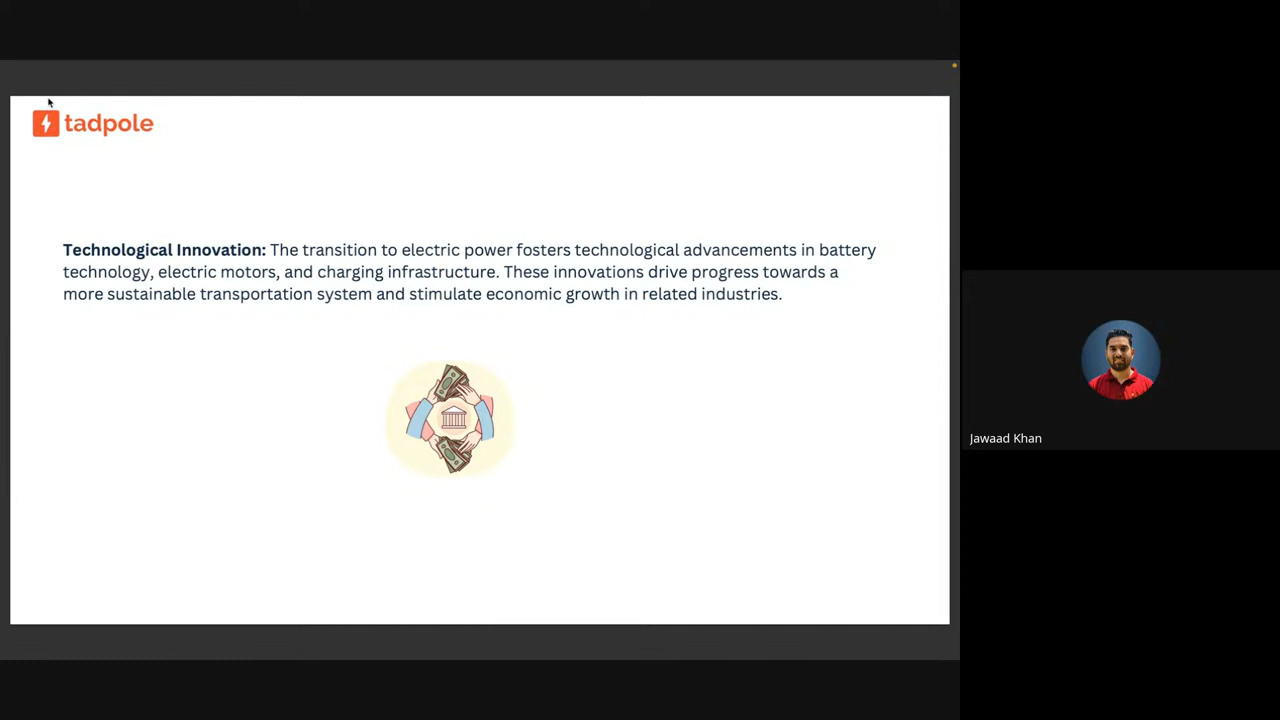 tadpole
Technological Innovation: The transition to electric power fosters technological advancements in battery
technology, electric motors, and charging infrastructure. These innovations drive progress towards a
more sustainable transportation system and stimulate economic growth in related industries.
Jawaad Khan